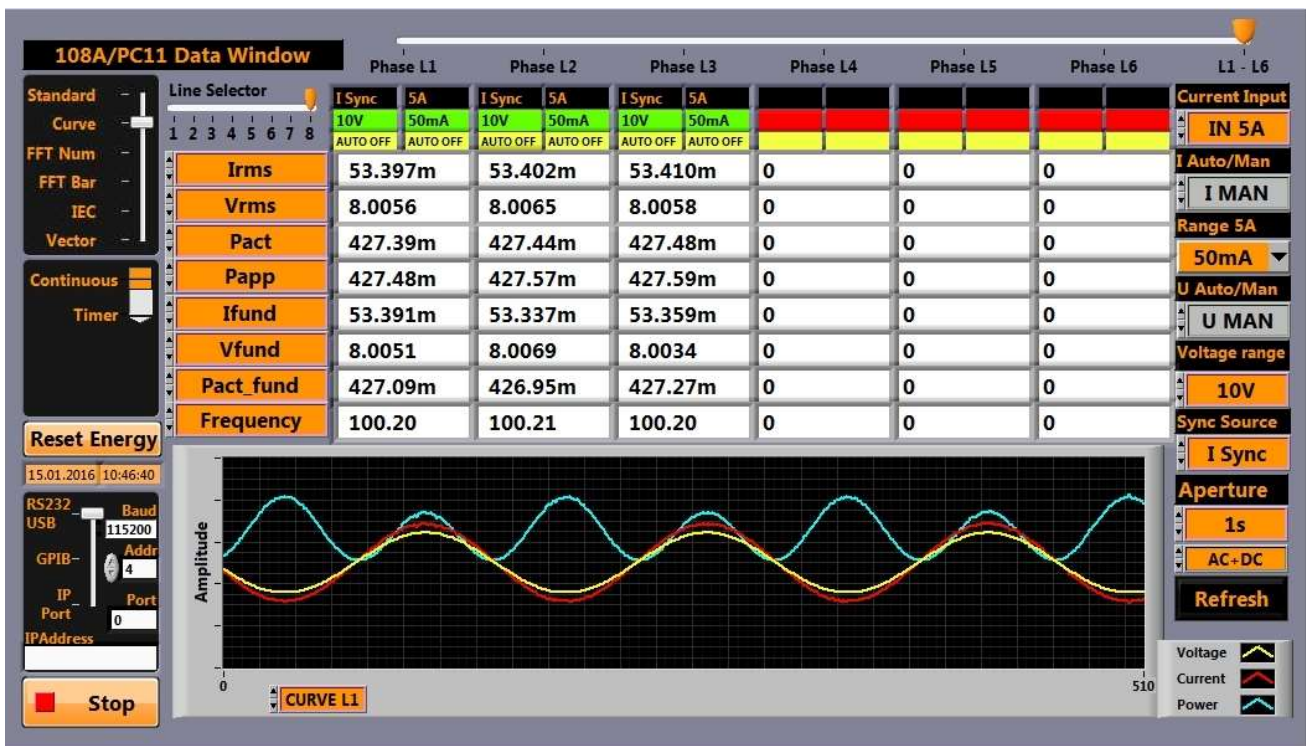 108A/PC11 Data Window
Phase L1 Phase L2 Phase L3 Phase L4 Phase L5 Phase L6 L1 - L6
Standard
Curve
FFT Num
FFT Bar
IEC
Vector
Continuous
Timer
Reset Energy
15.01.2016 10:46:40
RS232
USB
Baud
115200
GPIB
Addr
4
IP
Port
Port
0
IPAddress
Stop
Line Selector
1 2 3 4 5 6 7 8
I Sync 5A I Sync 5A I Sync 5A
10V 50mA 10V 50mA 10V 50mA
AUTO OFF AUTO OFF AUTO OFF AUTO OFF AUTO OFF AUTO OFF
Irms 53.397m 53.402m 53.410m 0 0 0
Vrms 8.0056 8.0065 8.0058 0 0 0
Pact 427.39m 427.44m 427.48m 0 0 0
Papp 427.48m 427.57m 427.59m 0 0 0
Ifund 53.391m 53.337m 53.359m 0 0 0
Vfund 8.0051 8.0069 8.0034 0 0 0
Pact_fund 427.09m 426.95m 427.27m 0 0 0
Frequency 100.20 100.21 100.20 0 0 0
Amplitude
0 510
CURVE L1
Current Input
IN 5A
I Auto/Man
I MAN
Range 5A
50mA
U Auto/Man
U MAN
Voltage range
10V
Sync Source
I Sync
Aperture
1s
AC+DC
Refresh
Voltage
Current
Power